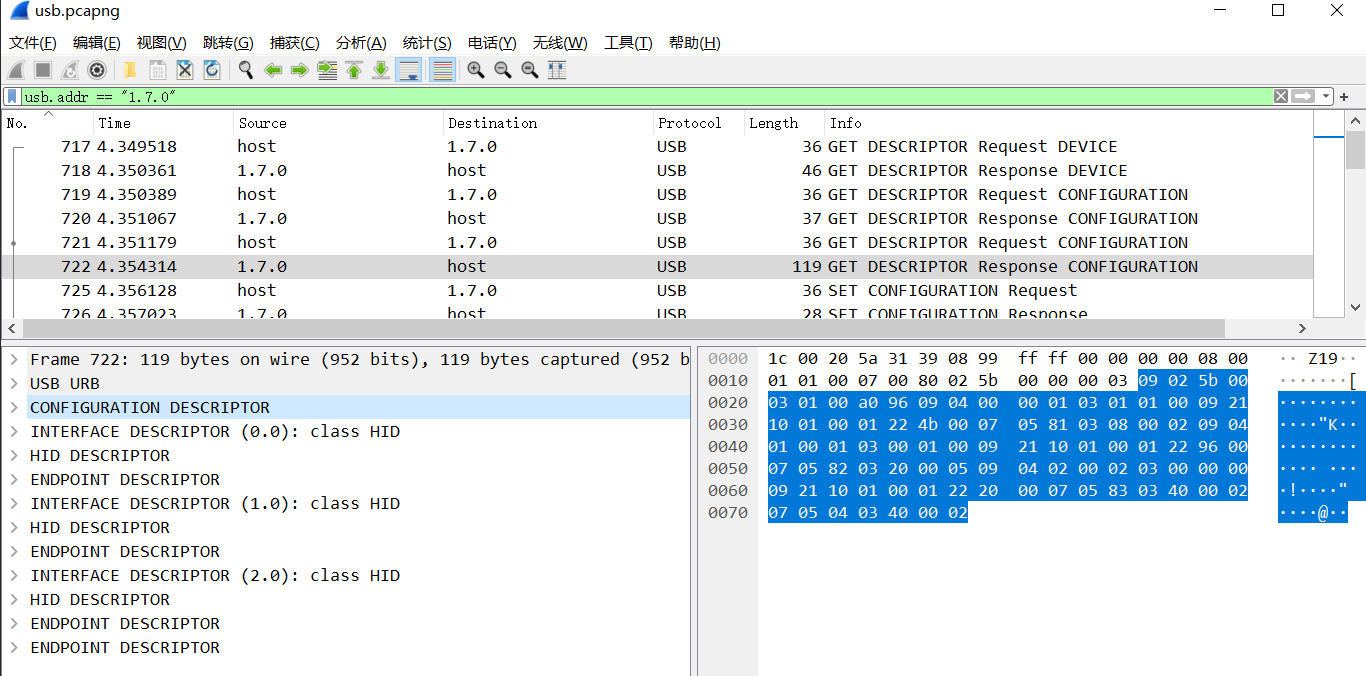 usb.pcapng
文件(F) 编辑(E) 视图(V) 跳转(G) 捕获(C) 分析(A) 统计(S) 电话(Y) 无线(W) 工具(T) 帮助(H)
usb.addr == "1.7.0"
No. Time Source Destination Protocol Length Info
717 4.349518 host 1.7.0 USB 36 GET DESCRIPTOR Request DEVICE
718 4.350361 1.7.0 host USB 46 GET DESCRIPTOR Response DEVICE
719 4.350389 host 1.7.0 USB 36 GET DESCRIPTOR Request CONFIGURATION
720 4.351067 1.7.0 host USB 37 GET DESCRIPTOR Response CONFIGURATION
721 4.351179 host 1.7.0 USB 36 GET DESCRIPTOR Request CONFIGURATION
722 4.354314 1.7.0 host USB 119 GET DESCRIPTOR Response CONFIGURATION
725 4.356128 host 1.7.0 USB 36 SET CONFIGURATION Request
726 4.357023 1.7.0 host USB 28 SET CONFIGURATION Response
Frame 722: 119 bytes on wire (952 bits), 119 bytes captured (952 b
USB URB
CONFIGURATION DESCRIPTOR
INTERFACE DESCRIPTOR (0.0): class HID
HID DESCRIPTOR
ENDPOINT DESCRIPTOR
INTERFACE DESCRIPTOR (1.0): class HID
HID DESCRIPTOR
ENDPOINT DESCRIPTOR
INTERFACE DESCRIPTOR (2.0): class HID
HID DESCRIPTOR
ENDPOINT DESCRIPTOR
ENDPOINT DESCRIPTOR
0000 1c 00 20 5a 31 39 08 99 ff ff 00 00 00 00 08 00 ·· Z19··
0010 01 01 00 07 00 80 02 5b 00 00 00 03 09 02 5b 00 ·······[
0020 03 01 00 a0 96 09 04 00 00 01 03 01 01 00 09 21 ········
0030 10 01 00 01 22 4b 00 07 05 81 03 08 00 02 09 04 ····"K··
0040 01 00 01 03 00 01 00 09 21 10 01 00 01 22 96 00 ········
0050 07 05 82 03 20 00 05 09 04 02 00 02 03 00 00 00 ···· ···
0060 09 21 10 01 00 01 22 20 00 07 05 83 03 40 00 02 ·!····"
0070 07 05 04 03 40 00 02 ····@··